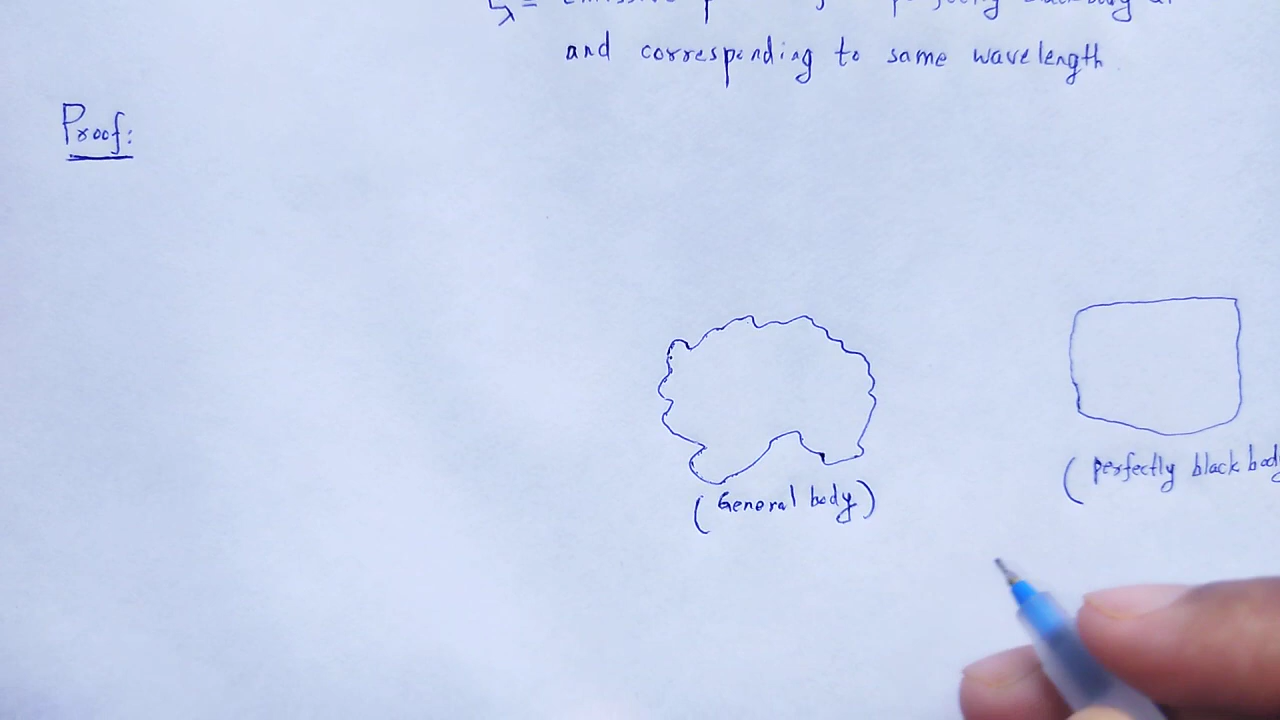 and corresponding to same wavelength
Proof:
(General body)
(perfectly black body